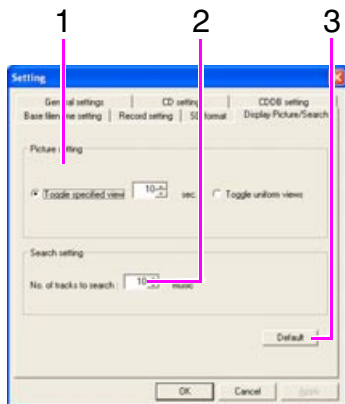 1 2 3
Setting
General settings CD setting CDDB setting
Base filename setting Record setting SD format Display Picture/Search
Picture setting
Toggle specified view 10 sec. Toggle uniform views
Search setting
No. of tracks to search : 10 music
Default
OK Cancel Apply